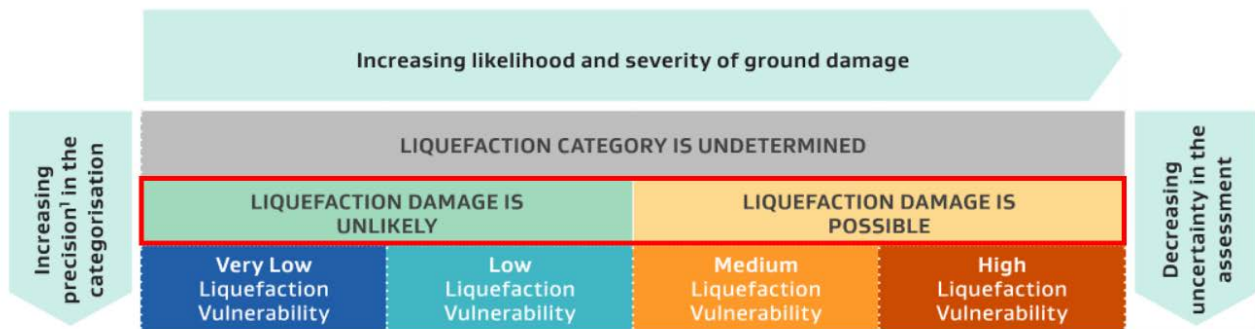 Increasing likelihood and severity of ground damage
Increasing
precision¹ in the
categorisation
LIQUEFACTION CATEGORY IS UNDETERMINED
LIQUEFACTION DAMAGE IS
UNLIKELY
LIQUEFACTION DAMAGE IS
POSSIBLE
Very Low
Liquefaction
Vulnerability
Low
Liquefaction
Vulnerability
Medium
Liquefaction
Vulnerability
High
Liquefaction
Vulnerability
Decreasing
uncertainty in the
assessment